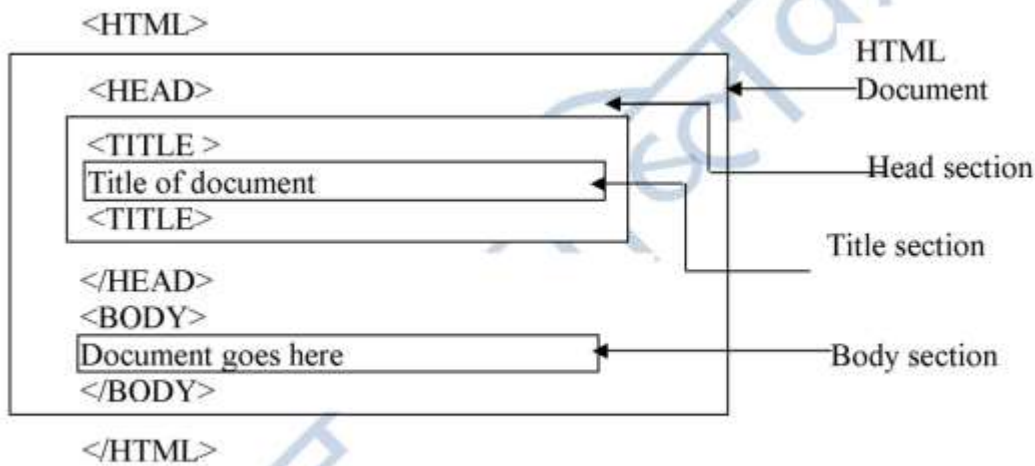 <HTML>
HTML
Document
<HEAD>
<TITLE >
Head section
Title of document
<TITLE>
Title section
</HEAD>
<BODY>
Document goes here
Body section
</BODY>
</HTML>